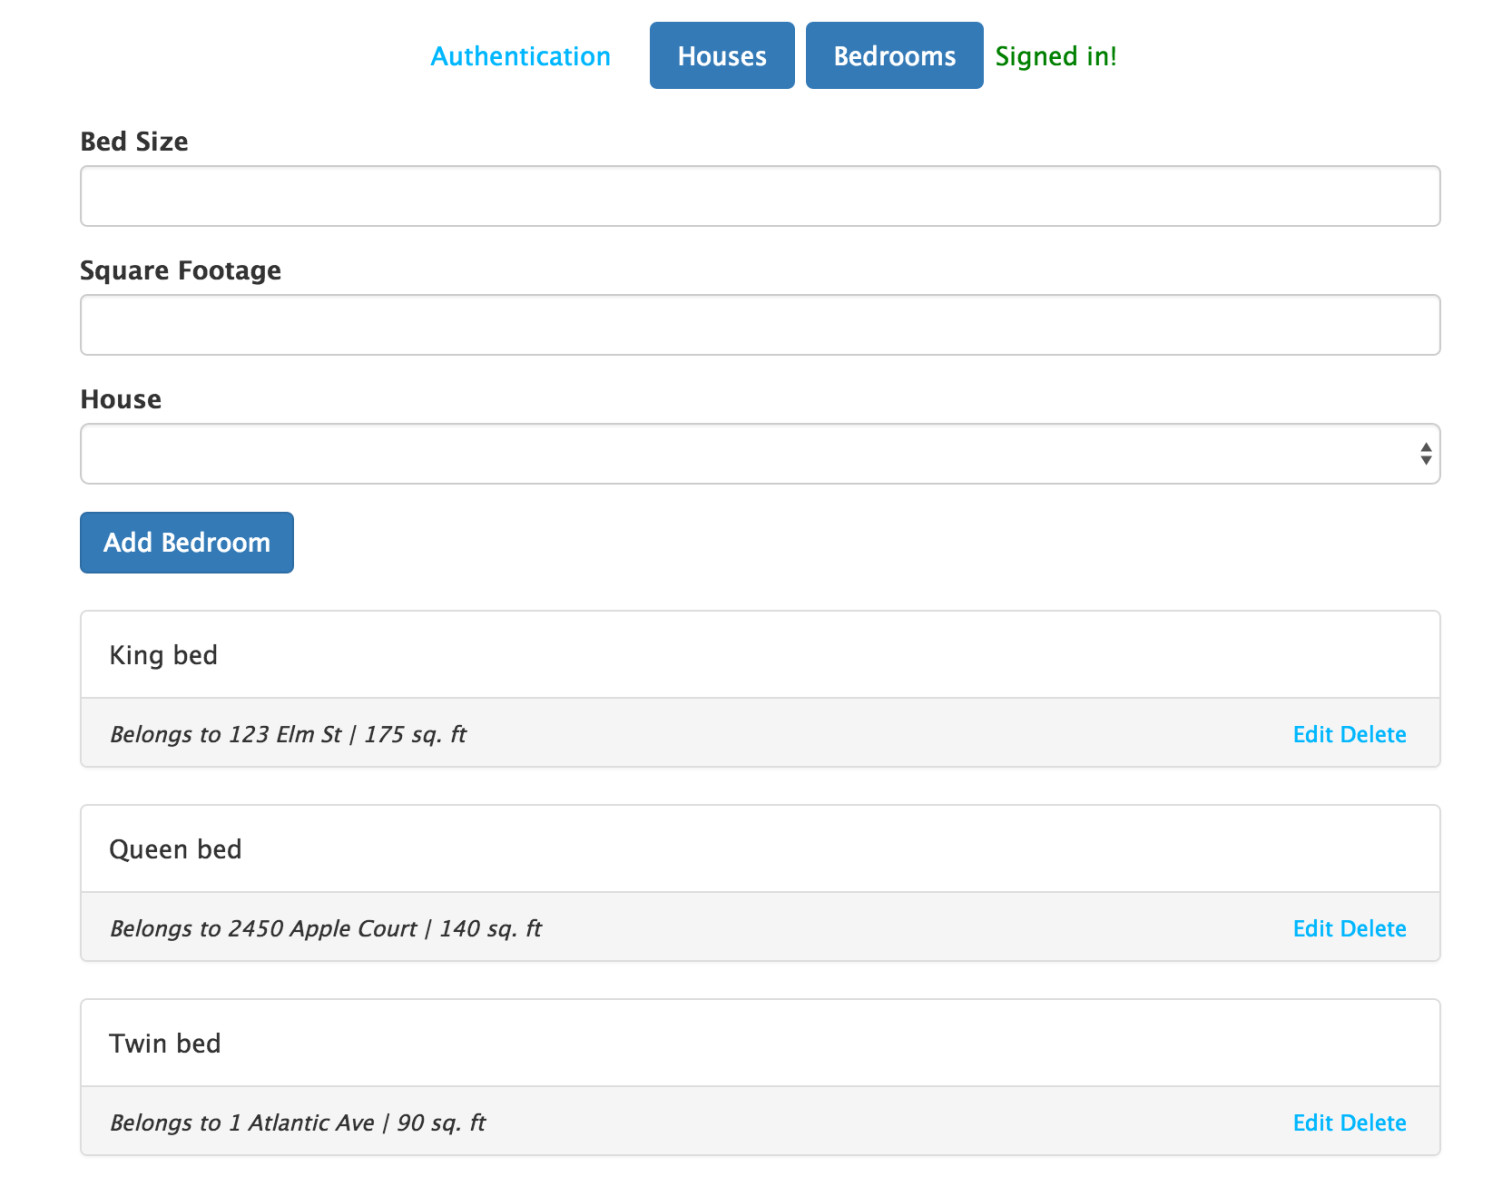 Authentication Houses Bedrooms Signed in!
Bed Size
Square Footage
House
Add Bedroom
King bed
Belongs to 123 Elm St | 175 sq. ft Edit Delete
Queen bed
Belongs to 2450 Apple Court | 140 sq. ft Edit Delete
Twin bed
Belongs to 1 Atlantic Ave | 90 sq. ft Edit Delete